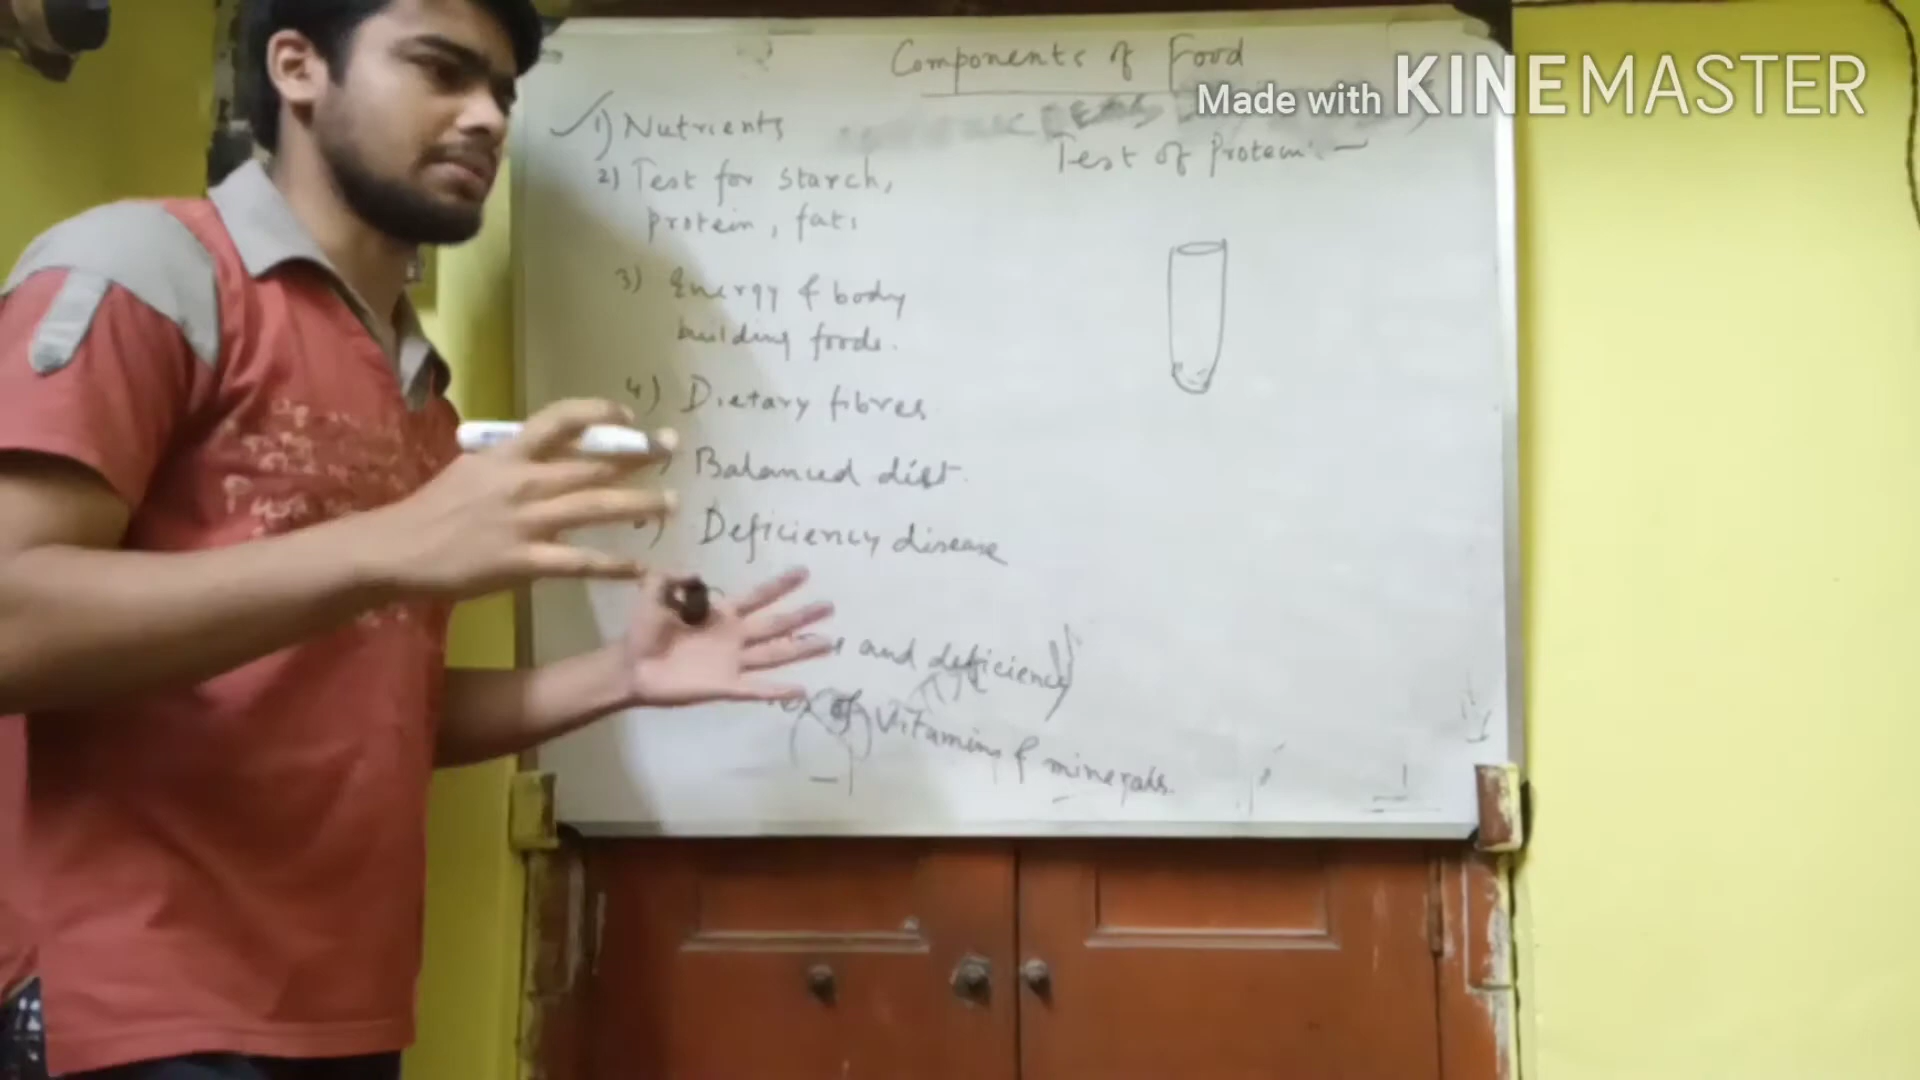 Components of Food
Made with KINEMASTER
1) Nutrients
2) Test for starch,
protein, fats
3) Energy & body
building foods.
4) Dietary fibres
Balanced diet.
Deficiency disease
and deficiency
of Vitamins & minerals.
Test of Protein :-